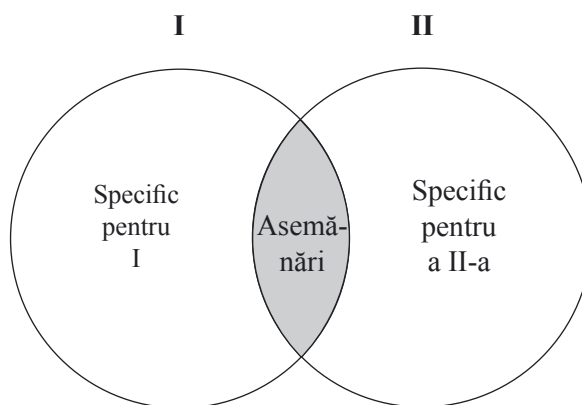 I
II
Specific
pentru
I
Asemă-
nări
Specific
pentru
a II-a